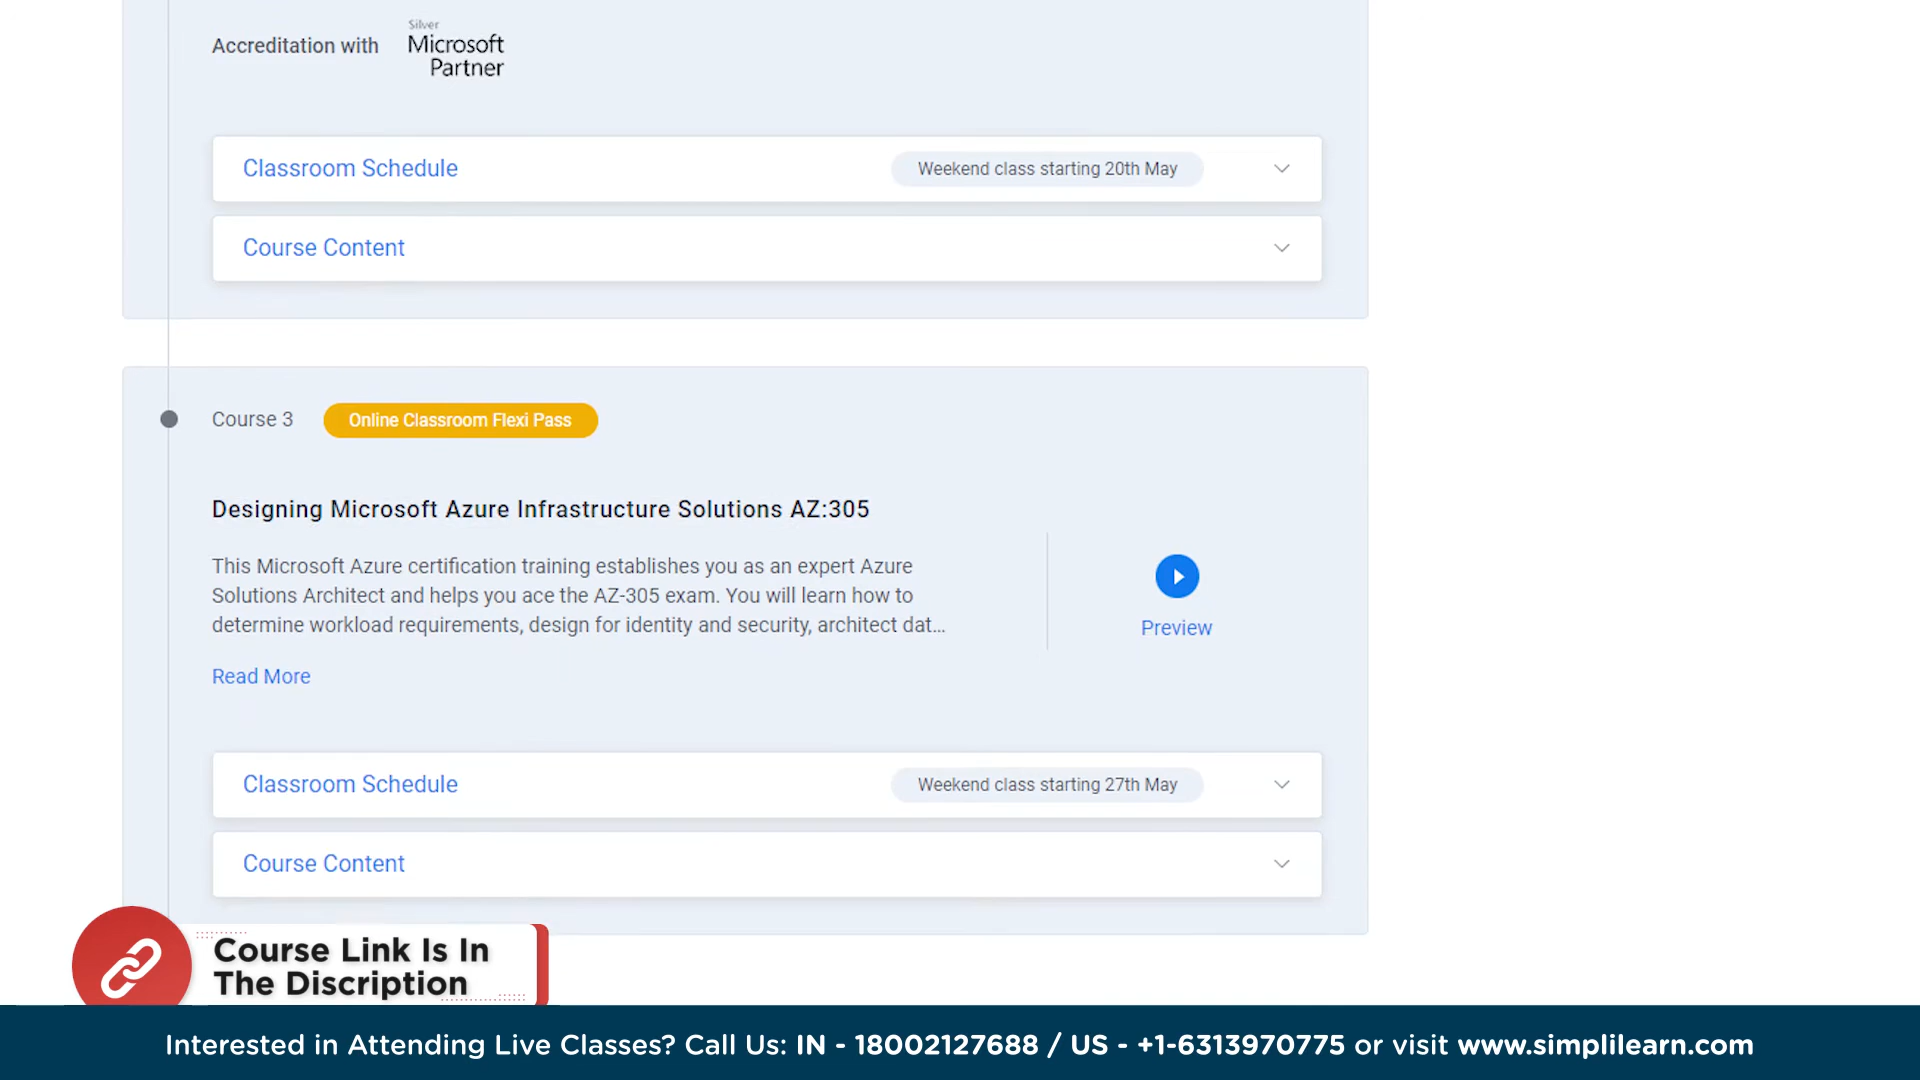 Silver
Accreditation with
Microsoft
Partner
Classroom Schedule
Weekend class starting 20th May
Course Content
Course 3
Online Classroom Flexi Pass
Designing Microsoft Azure Infrastructure Solutions AZ:305
This Microsoft Azure certification training establishes you as an expert Azure
Solutions Architect and helps you ace the AZ-305 exam. You will learn how to
determine workload requirements, design for identity and security, architect dat...
Preview
Read More
Classroom Schedule
Weekend class starting 27th May
Course Content
Course Link Is In
The Discription
Interested in Attending Live Classes? Call Us: IN - 18002127688 / US - +1-6313970775 or visit www.simplilearn.com